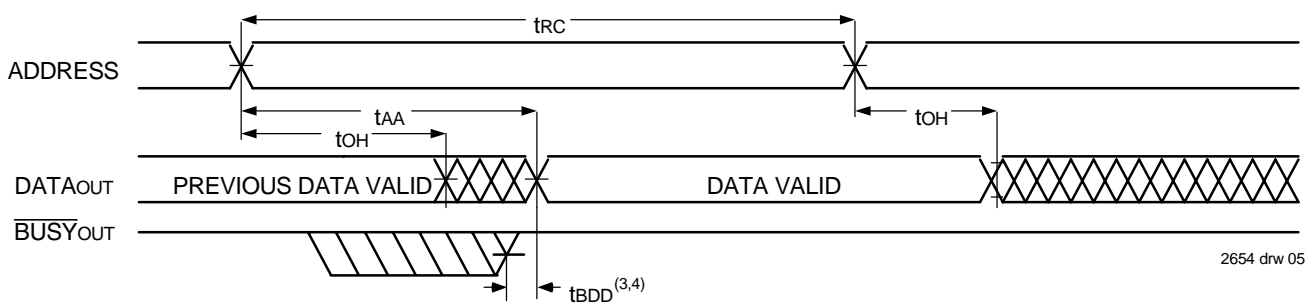 tRC
ADDRESS
tAA
tOH
tOH
DATAOUT
PREVIOUS DATA VALID
DATA VALID
BUSYOUT
2654 drw 05
tBDD(3,4)